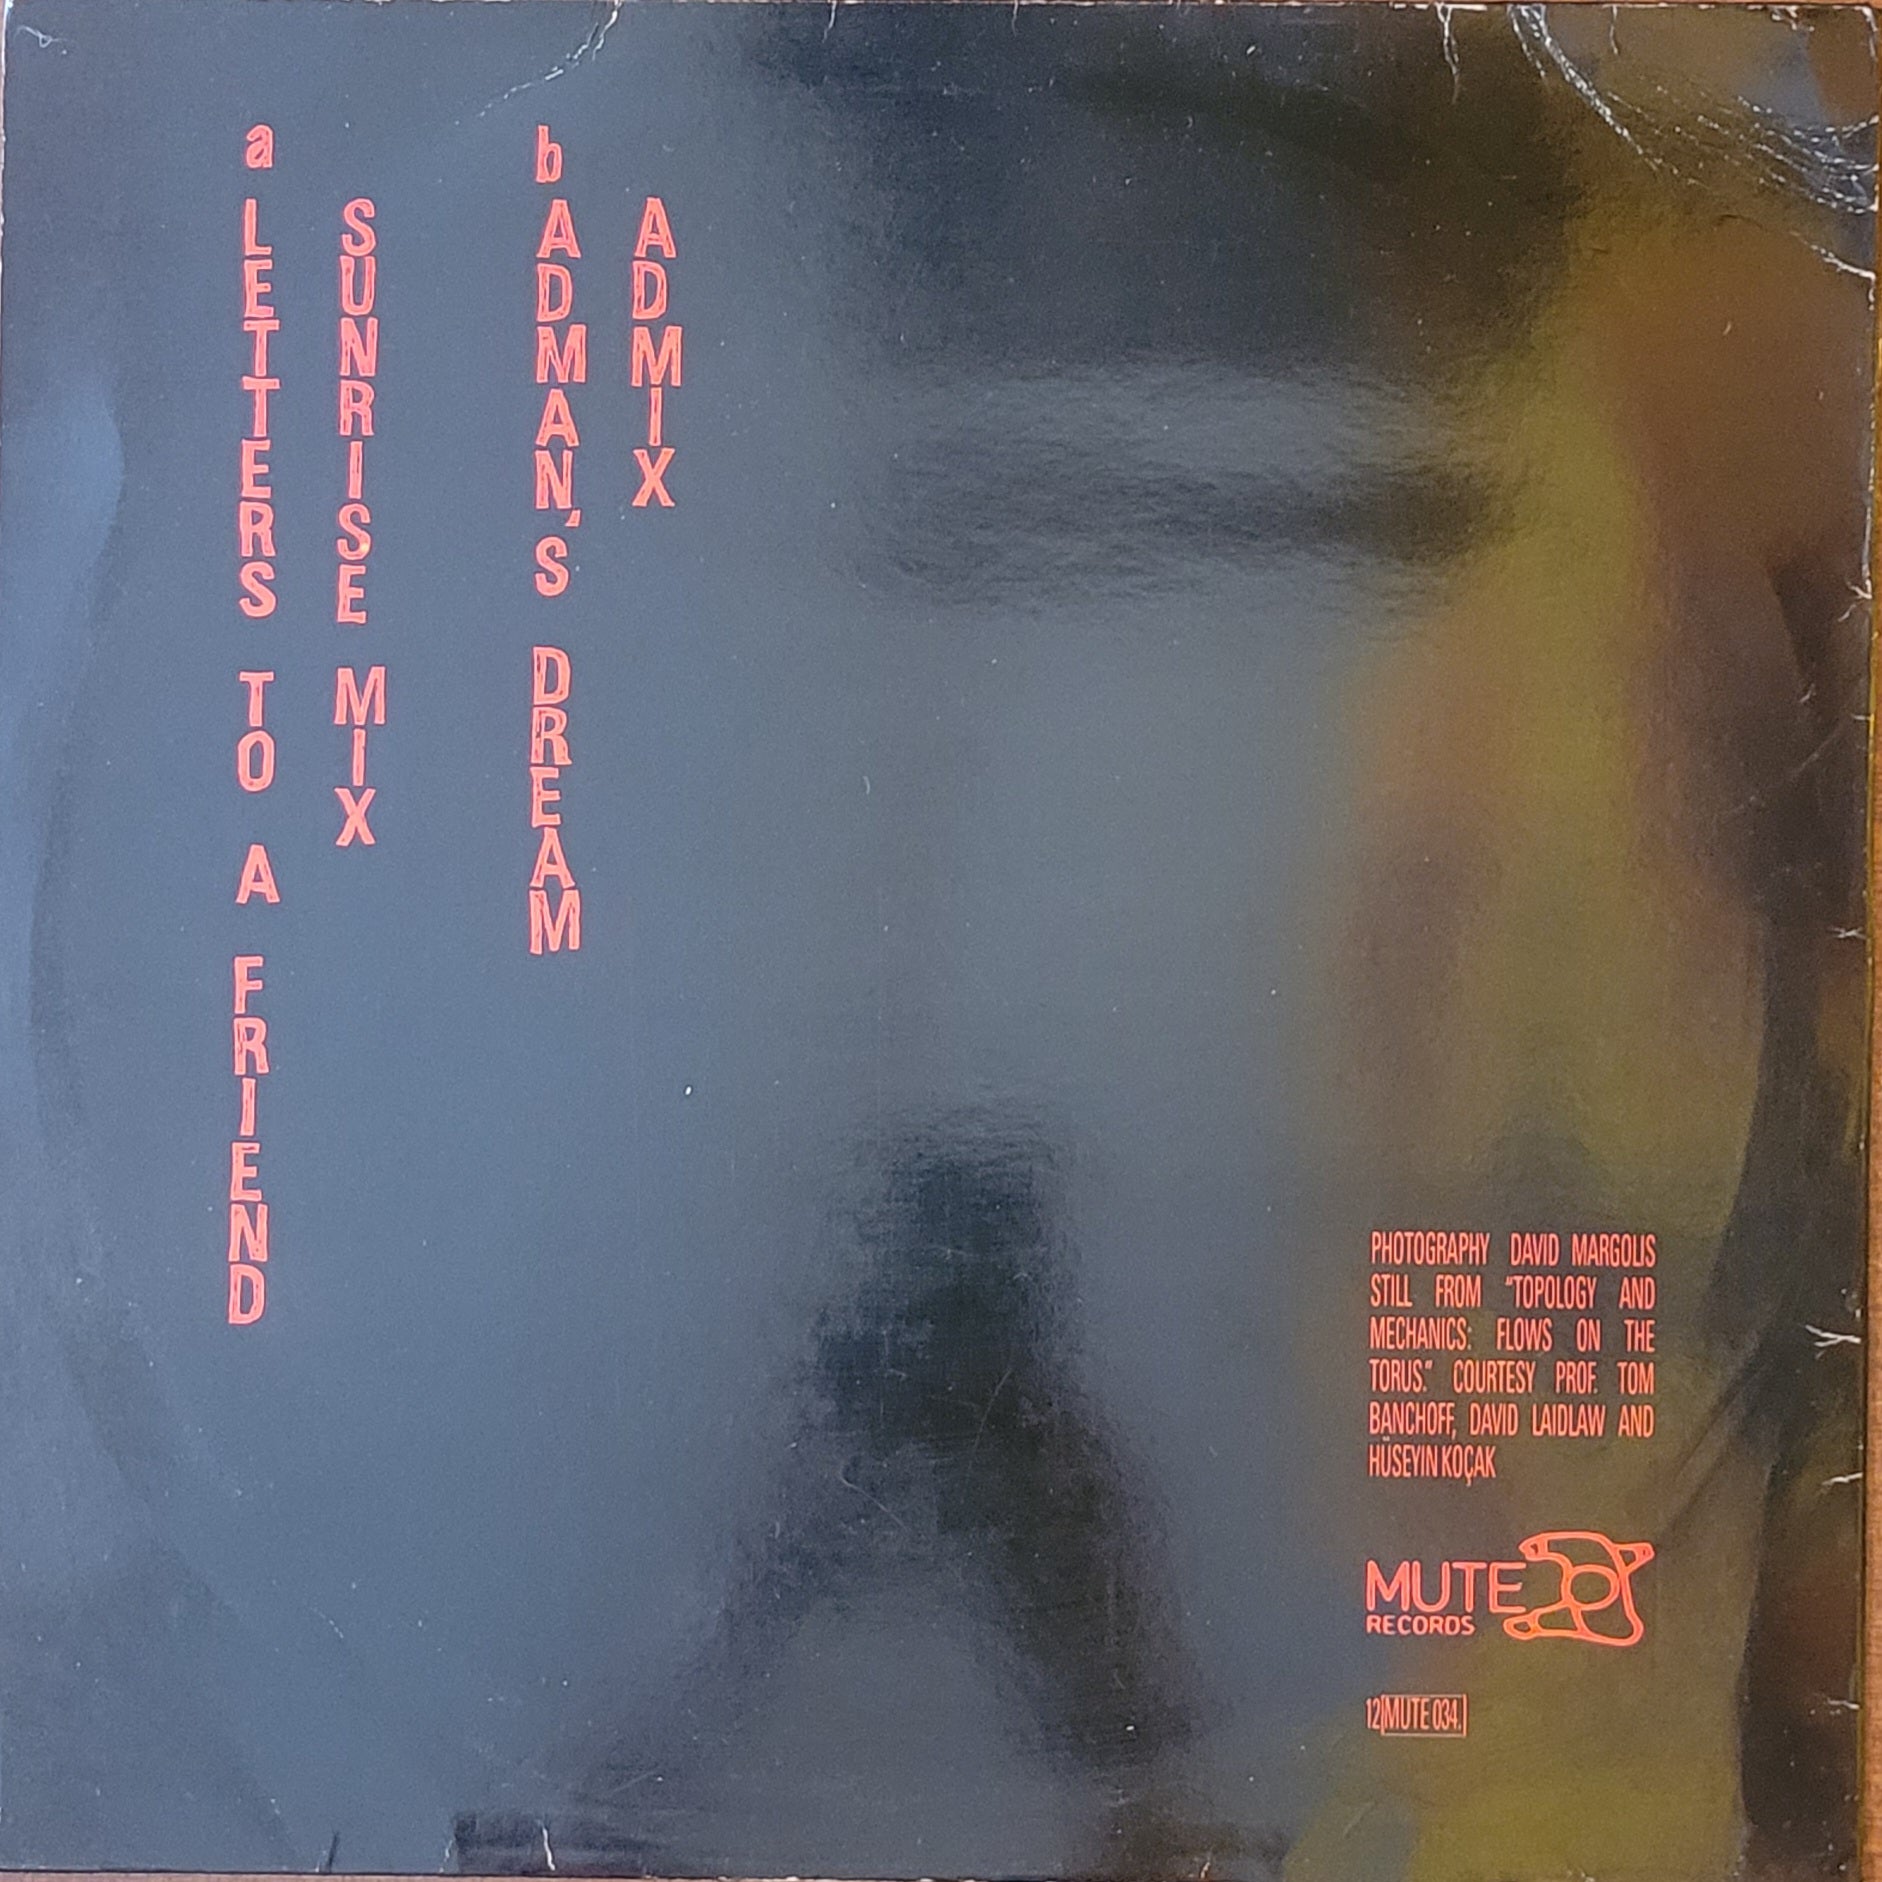 a LETTERS TO A FRIEND
SUNRISE MIX
b ADMAN'S DREAM
ADMIX
PHOTOGRAPHY DAVID MARGOLIS
STILL FROM "TOPOLOGY AND
MECHANICS: FLOWS ON THE
TORUS." COURTESY PROF. TOM
BANCHOFF, DAVID LAIDLAW AND
HÜSEYIN KOÇAK
MUTE
RECORDS
12 MUTE 034.